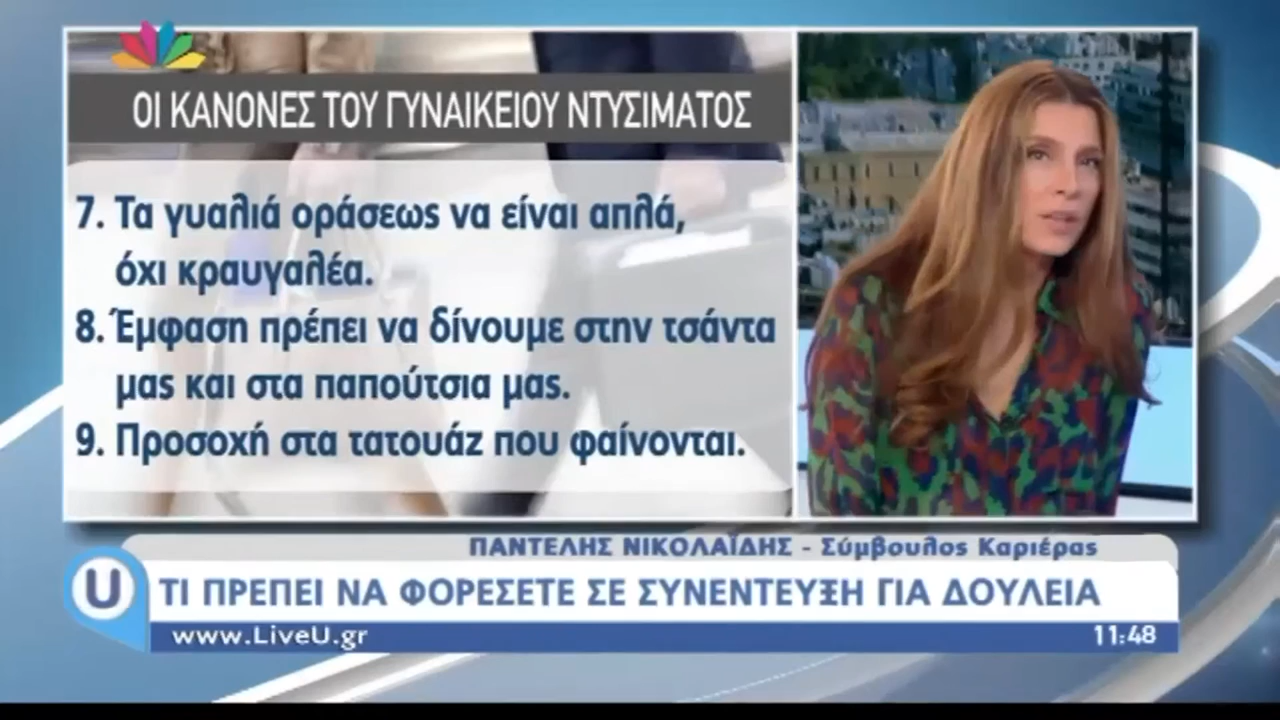 ΟΙ ΚΑΝΟΝΕΣ ΤΟΥ ΓΥΝΑΙΚΕΙΟΥ ΝΤΥΣΙΜΑΤΟΣ
7. Τα γυαλιά οράσεως να είναι απλά,
όχι κραυγαλέα.
8. Έμφαση πρέπει να δίνουμε στην τσάντα
μας και στα παπούτσια μας.
9. Προσοχή στα τατουάζ που φαίνονται.
ΠΑΝΤΕΛΗΣ ΝΙΚΟΛΑΪΔΗΣ - Σύμβουλος Καριέρας
U ΤΙ ΠΡΕΠΕΙ ΝΑ ΦΟΡΕΣΕΤΕ ΣΕ ΣΥΝΕΝΤΕΥΞΗ ΓΙΑ ΔΟΥΛΕΙΑ
www.LiveU.gr 11:48